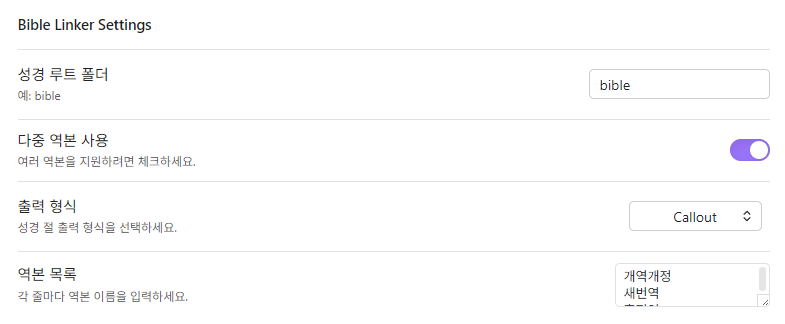 Bible Linker Settings
성경 루트 폴더
예: bible
bible
다중 역본 사용
여러 역본을 지원하려면 체크하세요.
출력 형식
성경 절 출력 형식을 선택하세요.
Callout
역본 목록
각 줄마다 역본 이름을 입력하세요.
개역개정
새번역